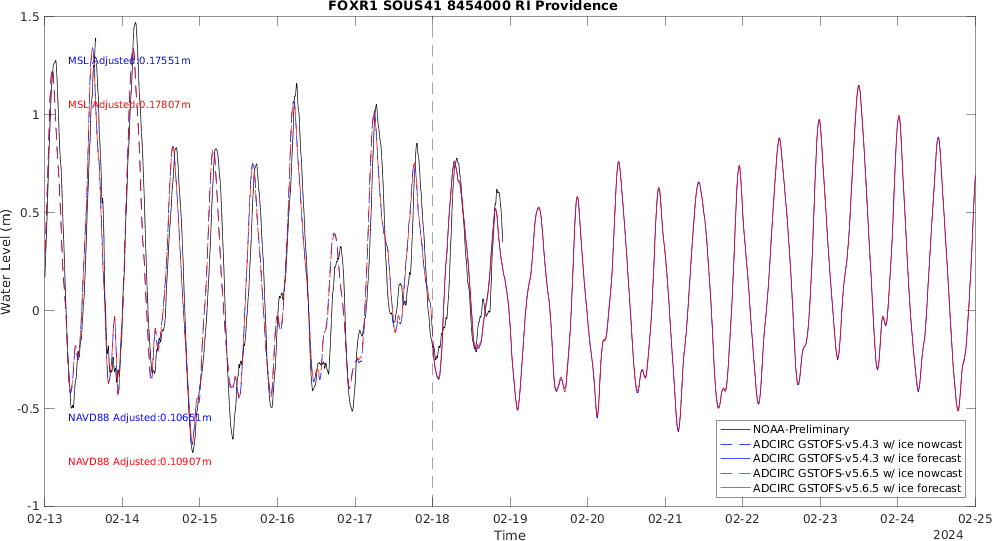 FOXR1 SOUS41 8454000 RI Providence
1.5
1
0.5
0
-0.5
-1
Water Level (m)
MSL Adjusted:0.17551m
MSL Adjusted:0.17807m
NAVD88 Adjusted:0.10651m
NAVD88 Adjusted:0.10907m
NOAA-Preliminary
ADCIRC GSTOFS-v5.4.3 w/ ice nowcast
ADCIRC GSTOFS-v5.4.3 w/ ice forecast
ADCIRC GSTOFS-v5.6.5 w/ ice nowcast
ADCIRC GSTOFS-v5.6.5 w/ ice forecast
02-13 02-14 02-15 02-16 02-17 02-18 02-19 02-20 02-21 02-22 02-23 02-24 02-25
Time
2024